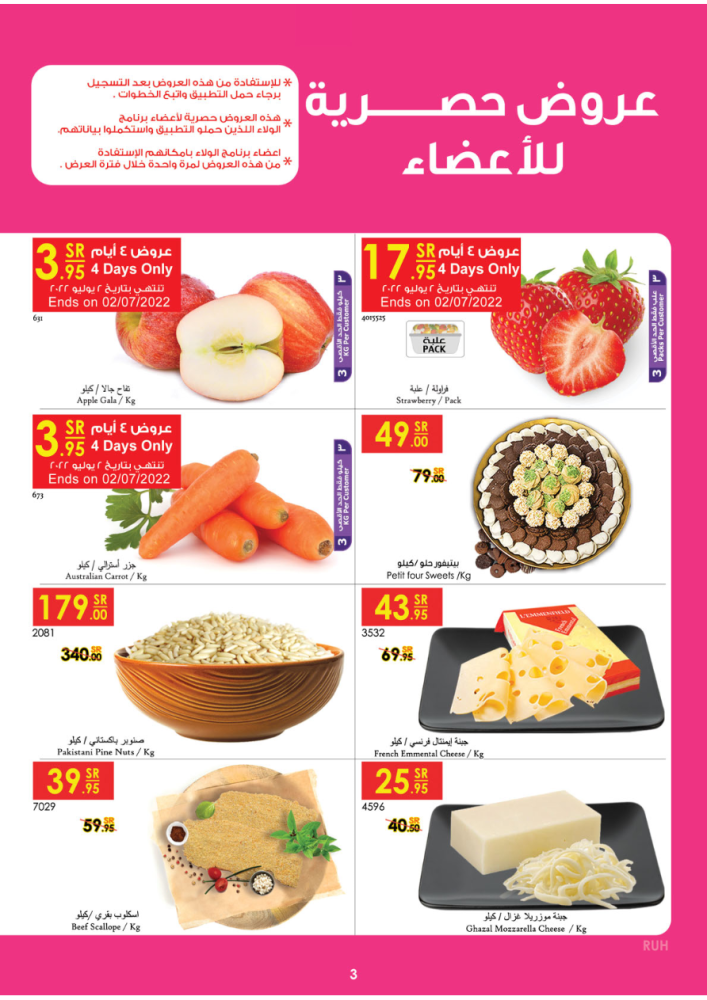 عروض حصرية
للأعضاء
* للإستفادة من هذه العروض بعد التسجيل
برجاء حمل التطبيق واتبع الخطوات .
* هذه العروض حصرية لأعضاء برنامج
الولاء اللذين حملو التطبيق واستكملوا بياناتهم.
* اعضاء برنامج الولاء بامكانهم الإستفادة
من هذه العروض لمرة واحدة خلال فترة العرض .
17.95 SR
عروض ٤ أيام
4 Days Only
تنتهي بتاريخ ٢ يوليو ٢٠٢٢
Ends on 02/07/2022
4015525
علبة
PACK
٣ علب فقط الحد الأقصى
3 Packs Per Customer
فراولة / علبة
Strawberry / Pack
3.95 SR
عروض ٤ أيام
4 Days Only
تنتهي بتاريخ ٢ يوليو ٢٠٢٢
Ends on 02/07/2022
631
٣ كيلو فقط الحد الأقصى
3 KG Per Customer
تفاح جالا / كيلو
Apple Gala / Kg
49.00 SR
79.00 SR
بيتيفور حلو /كيلو
Petit four Sweets /Kg
3.95 SR
عروض ٤ أيام
4 Days Only
تنتهي بتاريخ ٢ يوليو ٢٠٢٢
Ends on 02/07/2022
673
٣ كيلو فقط الحد الأقصى
3 KG Per Customer
جزر أسترالي / كيلو
Australian Carrot / Kg
43.95 SR
3532
69.95 SR
L'EMMENFIELD
French Emmental
جبنة إيمنتال فرنسي / كيلو
French Emmental Cheese / Kg
179.00 SR
2081
340.00 SR
صنوبر باكستاني / كيلو
Pakistani Pine Nuts / Kg
25.95 SR
4596
40.50 SR
جبنة موزريلا غزال / كيلو
Ghazal Mozzarella Cheese / Kg
39.95 SR
7029
59.95 SR
اسكلوب بقري /كيلو
Beef Scallope / Kg
RUH
3